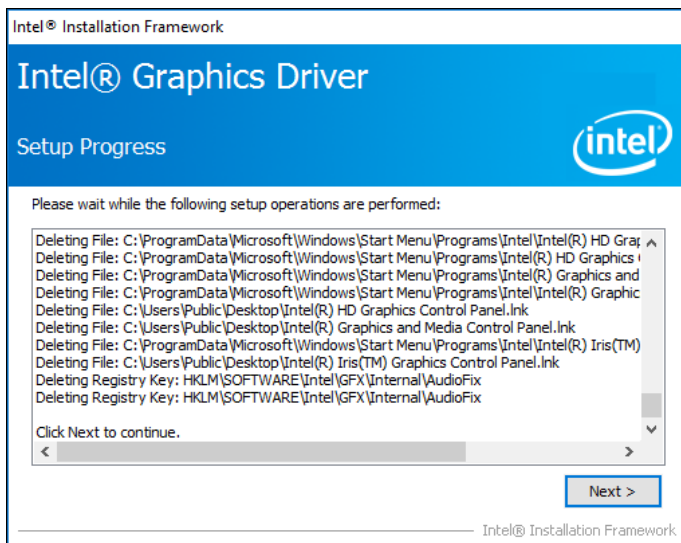 Intel® Installation Framework
Intel® Graphics Driver
Setup Progress
intel
Please wait while the following setup operations are performed:
Deleting File: C:\ProgramData\Microsoft\Windows\Start Menu\Programs\Intel\Intel(R) HD Grap
Deleting File: C:\ProgramData\Microsoft\Windows\Start Menu\Programs\Intel(R) HD Graphics
Deleting File: C:\ProgramData\Microsoft\Windows\Start Menu\Programs\Intel(R) Graphics and
Deleting File: C:\ProgramData\Microsoft\Windows\Start Menu\Programs\Intel\Intel(R) Graphic
Deleting File: C:\Users\Public\Desktop\Intel(R) HD Graphics Control Panel.lnk
Deleting File: C:\Users\Public\Desktop\Intel(R) Graphics and Media Control Panel.lnk
Deleting File: C:\ProgramData\Microsoft\Windows\Start Menu\Programs\Intel\Intel(R) Iris(TM)
Deleting File: C:\Users\Public\Desktop\Intel(R) Iris(TM) Graphics Control Panel.lnk
Deleting Registry Key: HKLM\SOFTWARE\Intel\GFX\Internal\AudioFix
Deleting Registry Key: HKLM\SOFTWARE\Intel\GFX\Internal\AudioFix
Click Next to continue.
Next >
Intel® Installation Framework